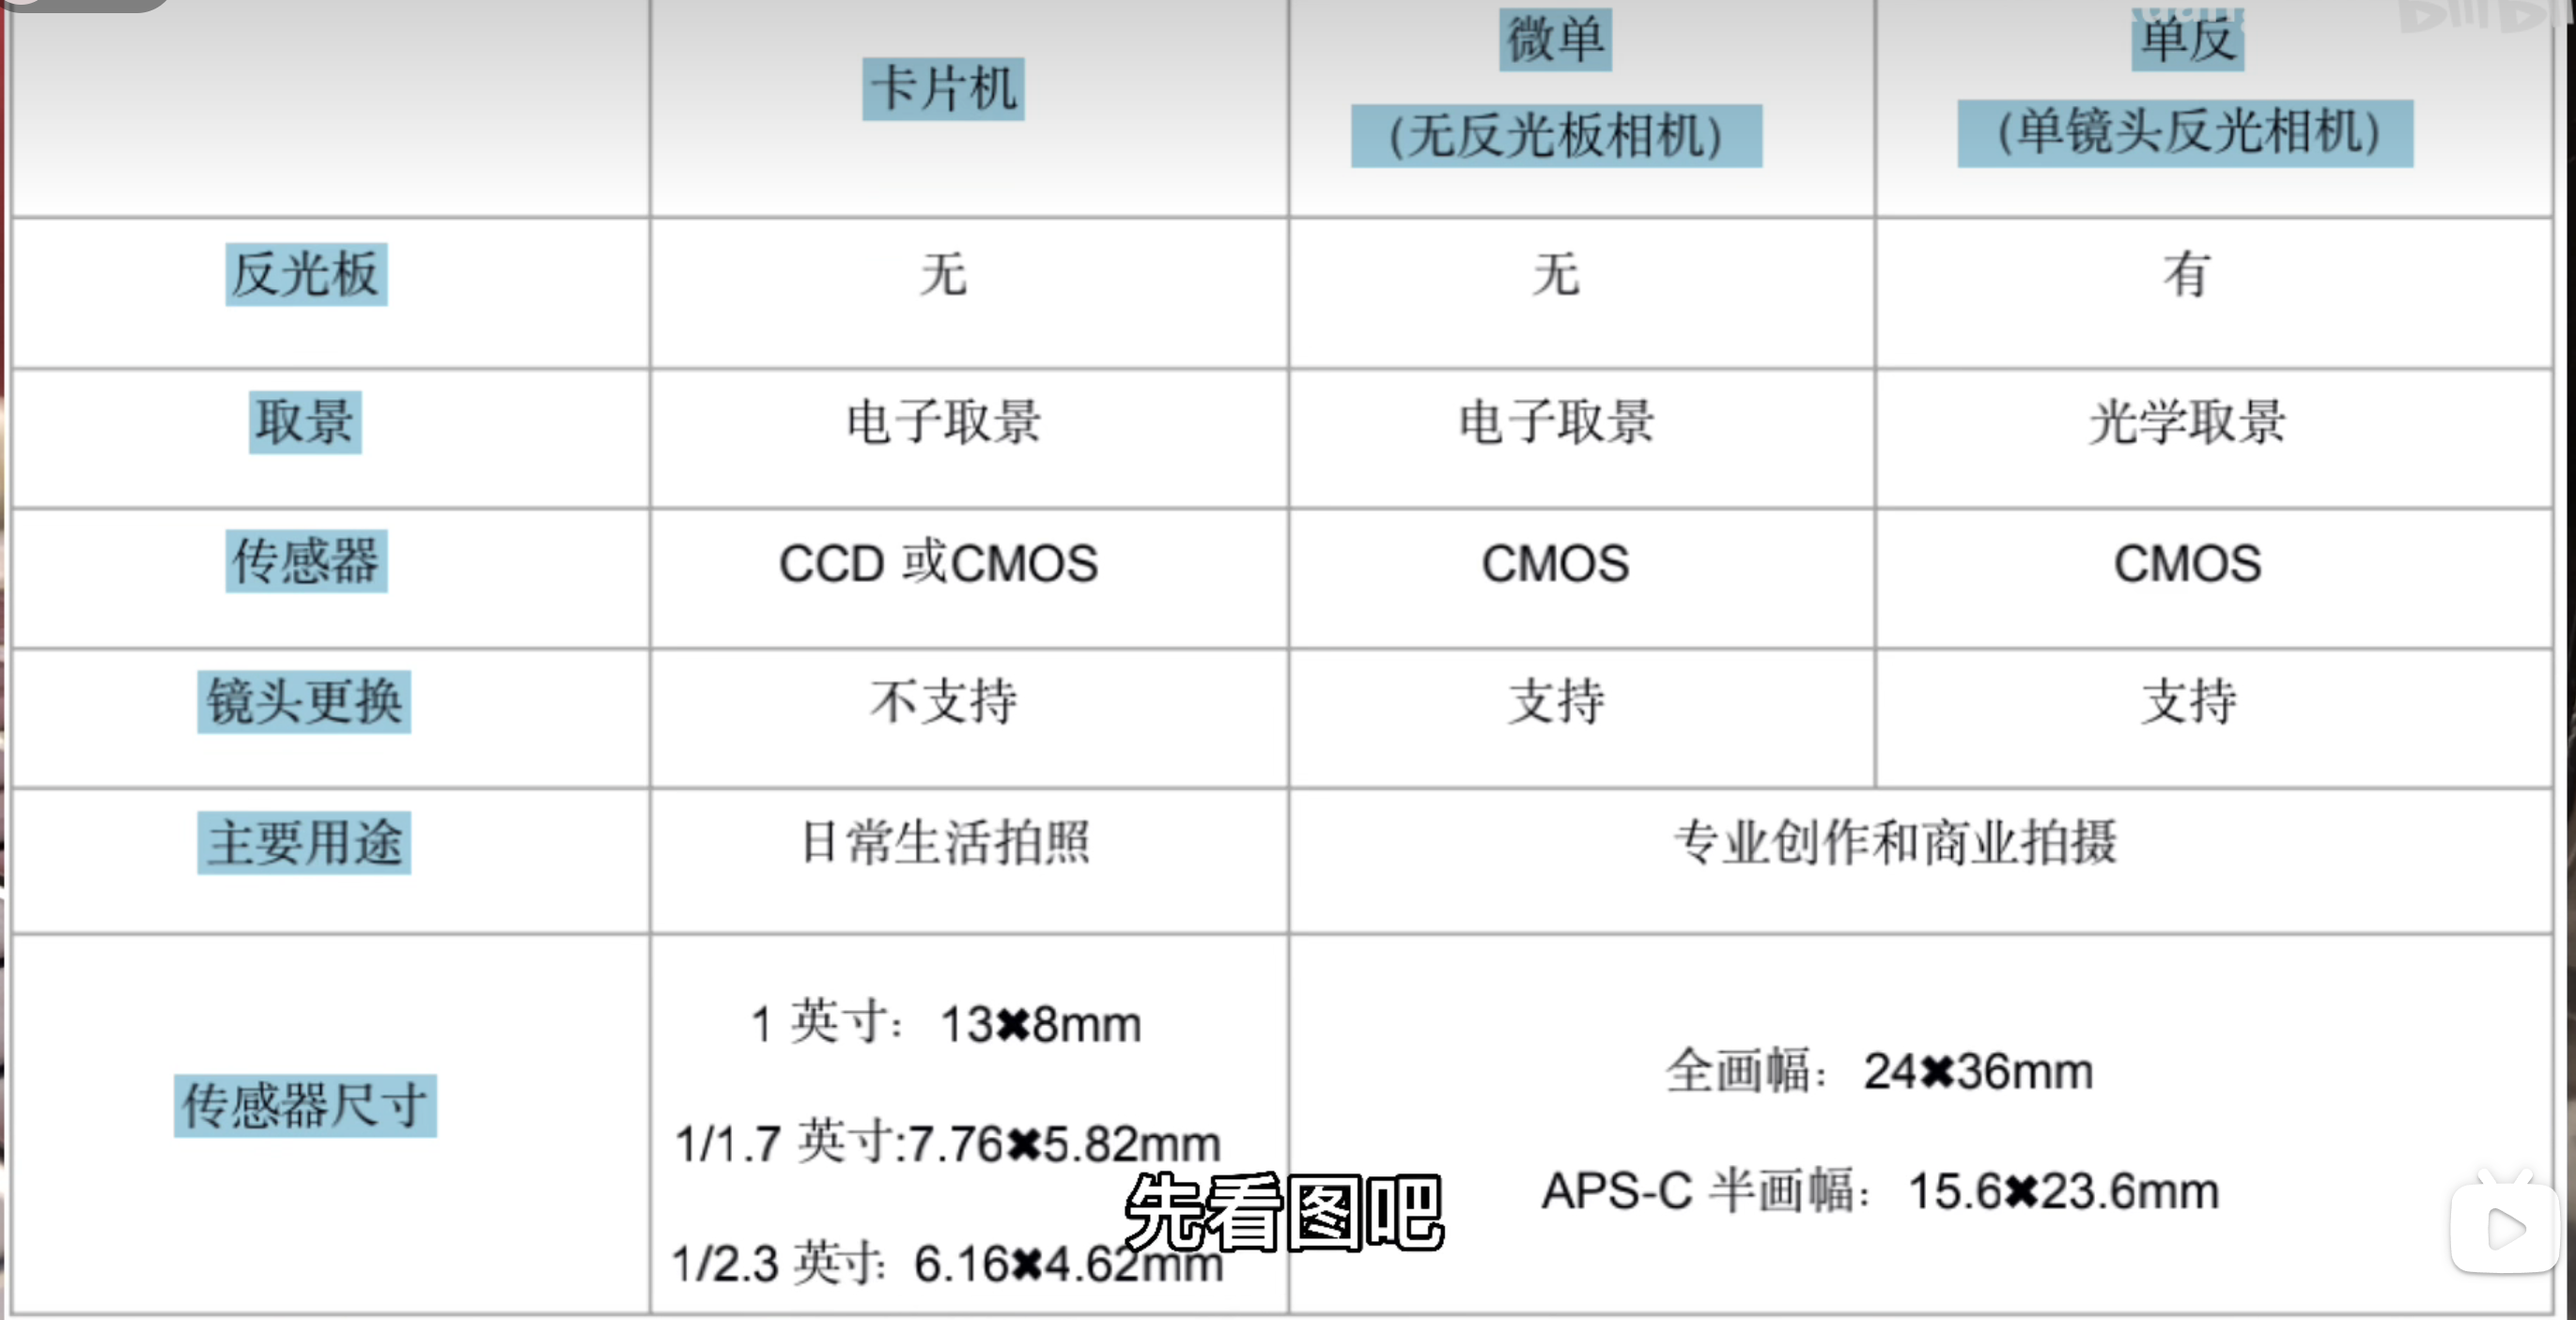 卡片机
微单
(无反光板相机)
单反
(单镜头反光相机)
反光板 无 无 有
取景 电子取景 电子取景 光学取景
传感器 CCD 或CMOS CMOS CMOS
镜头更换 不支持 支持 支持
主要用途 日常生活拍照 专业创作和商业拍摄
传感器尺寸
1 英寸：13✖8mm
1/1.7 英寸:7.76✖5.82mm
1/2.3 英寸：6.16✖4.62mm
全画幅：24✖36mm
APS-C 半画幅：15.6✖23.6mm
先看图吧